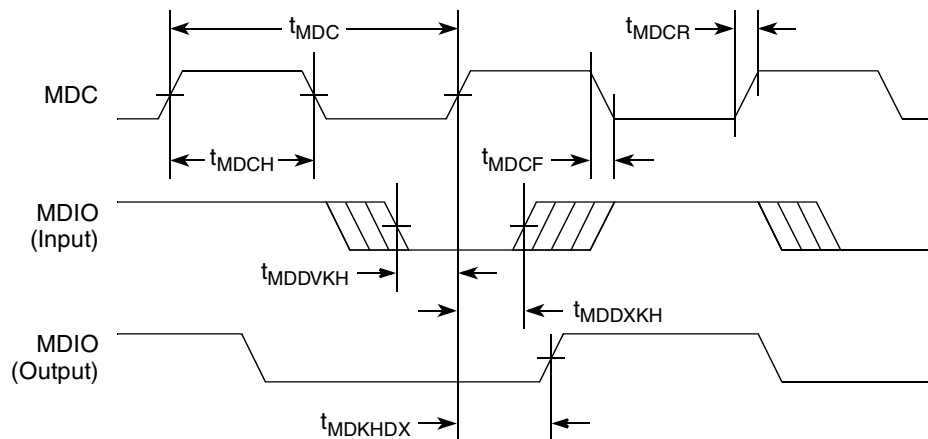 tMDC
tMDCR
MDC
tMDCH
tMDCF
MDIO
(Input)
tMDDVKH
tMDDXKH
MDIO
(Output)
tMDKHDX